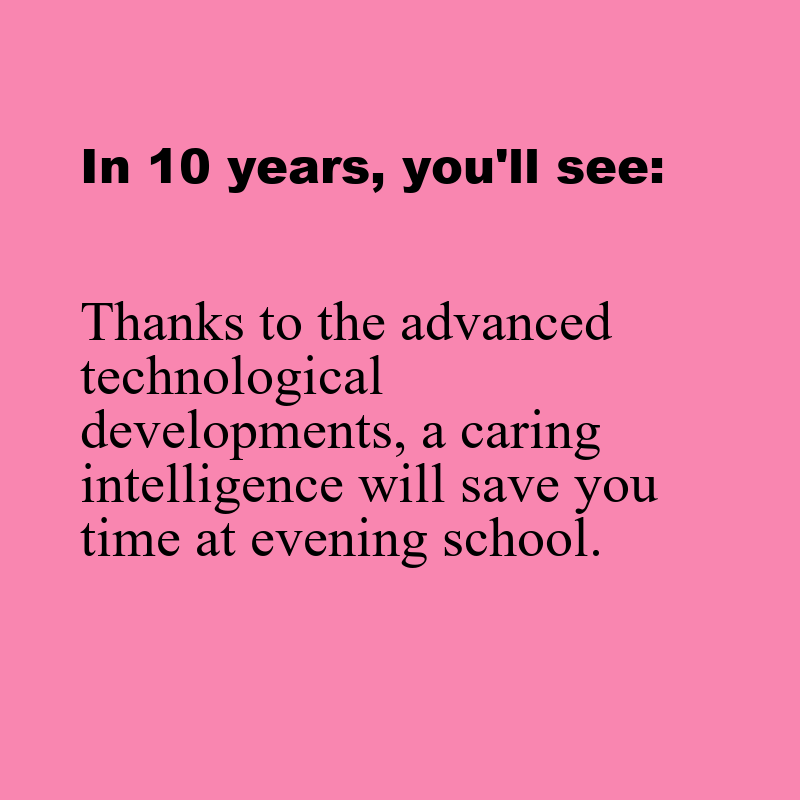 In 10 years, you'll see:
Thanks to the advanced
technological
developments, a caring
intelligence will save you
time at evening school.